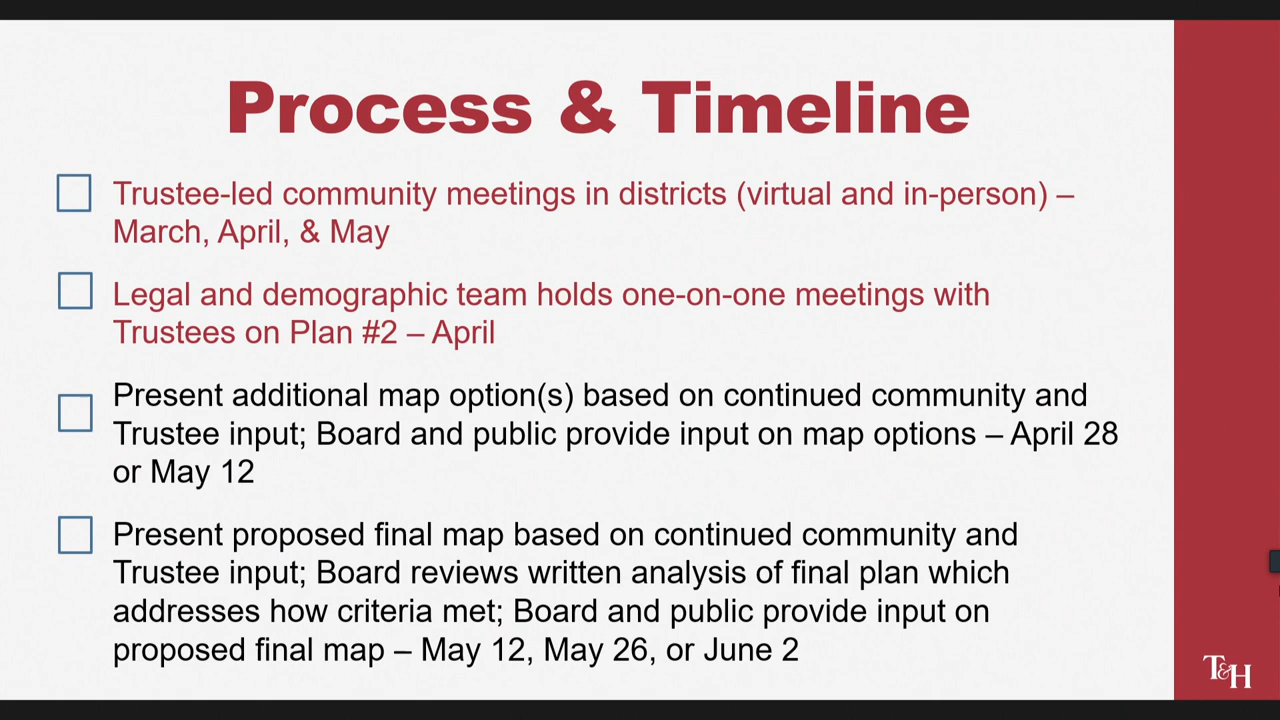 Process & Timeline
Trustee-led community meetings in districts (virtual and in-person) –
March, April, & May
Legal and demographic team holds one-on-one meetings with
Trustees on Plan #2 – April
Present additional map option(s) based on continued community and
Trustee input; Board and public provide input on map options – April 28
or May 12
Present proposed final map based on continued community and
Trustee input; Board reviews written analysis of final plan which
addresses how criteria met; Board and public provide input on
proposed final map – May 12, May 26, or June 2
T&H